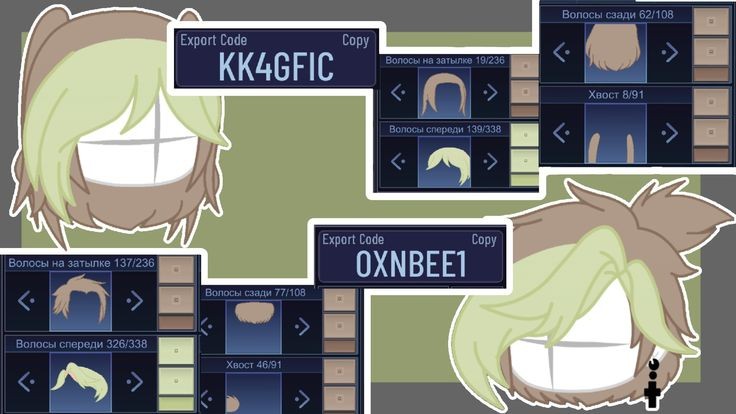 Export Code Copy
KK4GFIC
Волосы на затылке 19/236
Волосы спереди 139/338
Волосы сзади 62/108
Хвост 8/91
Export Code Copy
OXNBEE1
Волосы на затылке 137/236
Волосы спереди 326/338
Волосы сзади 77/108
Хвост 46/91